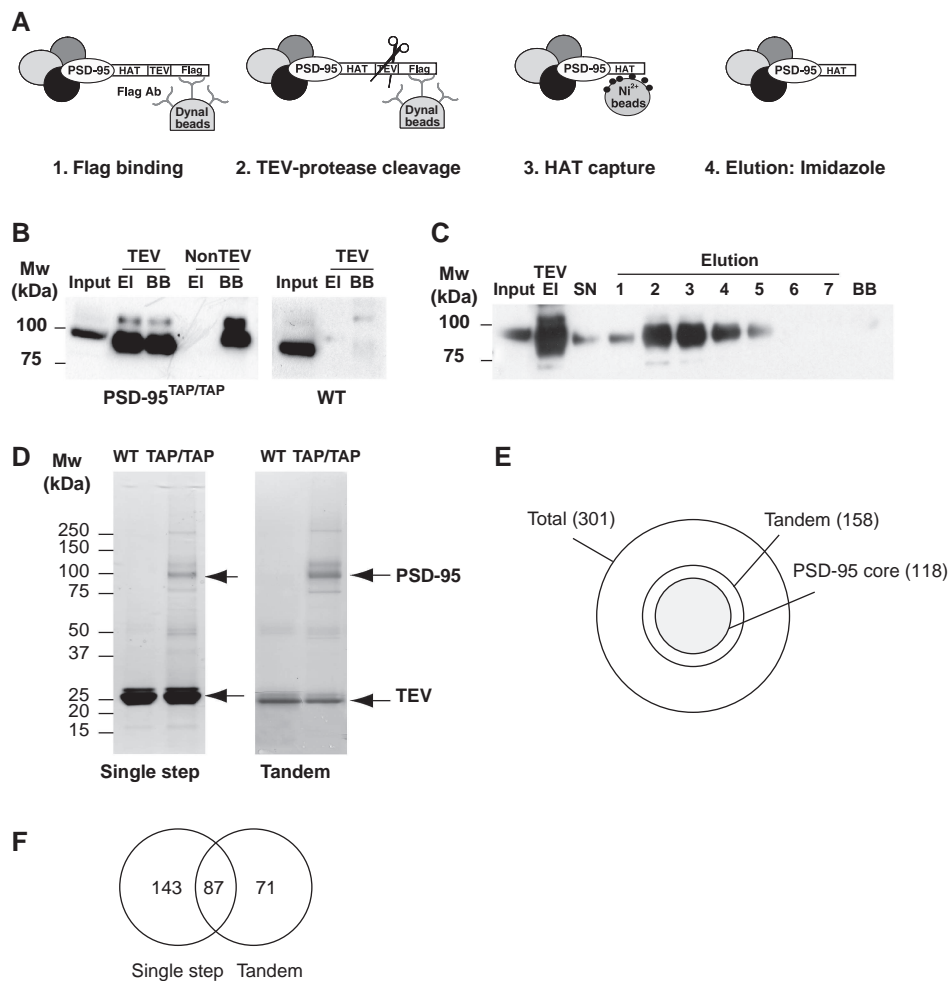 A
PSD-95 HAT TEV Flag
Flag Ab
Dynal
beads
1. Flag binding
PSD-95 HAT TEV Flag
Dynal
beads
2. TEV-protease cleavage
PSD-95 HAT
Ni2+
beads
3. HAT capture
PSD-95 HAT
4. Elution: Imidazole
B
Mw
(kDa)
TEV NonTEV
Input El BB El BB
100
75
PSD-95TAP/TAP
TEV
Input El BB
WT
C
Mw
(kDa)
TEV Elution
Input El SN 1 2 3 4 5 6 7 BB
100
75
D
Mw
(kDa)
WT TAP/TAP WT TAP/TAP
250
150
100
75
50
37
25
20
15
PSD-95
TEV
Single step Tandem
E
Total (301)
Tandem (158)
PSD-95 core (118)
F
143 87 71
Single step Tandem